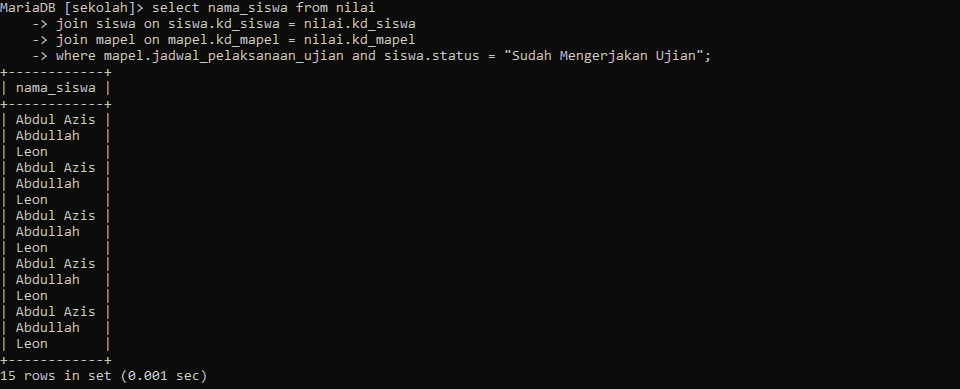 MariaDB [sekolah]> select nama_siswa from nilai
    -> join siswa on siswa.kd_siswa = nilai.kd_siswa
    -> join mapel on mapel.kd_mapel = nilai.kd_mapel
    -> where mapel.jadwal_pelaksanaan_ujian and siswa.status = "Sudah Mengerjakan Ujian";
+------------+
| nama_siswa |
+------------+
| Abdul Azis |
| Abdullah   |
| Leon       |
| Abdul Azis |
| Abdullah   |
| Leon       |
| Abdul Azis |
| Abdullah   |
| Leon       |
| Abdul Azis |
| Abdullah   |
| Leon       |
| Abdul Azis |
| Abdullah   |
| Leon       |
+------------+
15 rows in set (0.001 sec)